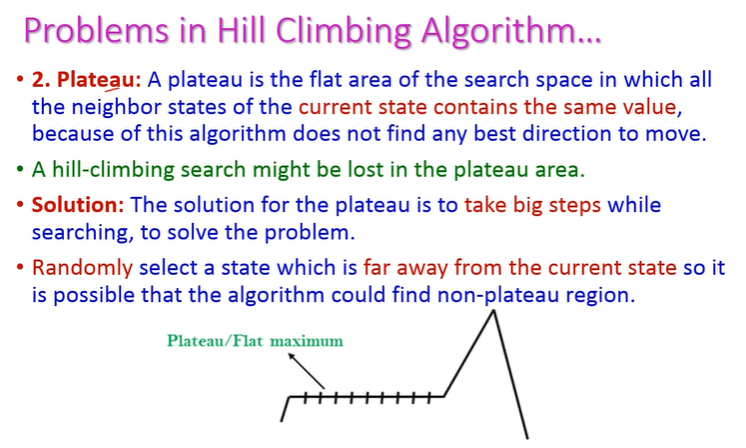 Problems in Hill Climbing Algorithm...
• 2. Plateau: A plateau is the flat area of the search space in which all
the neighbor states of the current state contains the same value,
because of this algorithm does not find any best direction to move.
• A hill-climbing search might be lost in the plateau area.
• Solution: The solution for the plateau is to take big steps while
searching, to solve the problem.
• Randomly select a state which is far away from the current state so it
is possible that the algorithm could find non-plateau region.
Plateau/Flat maximum